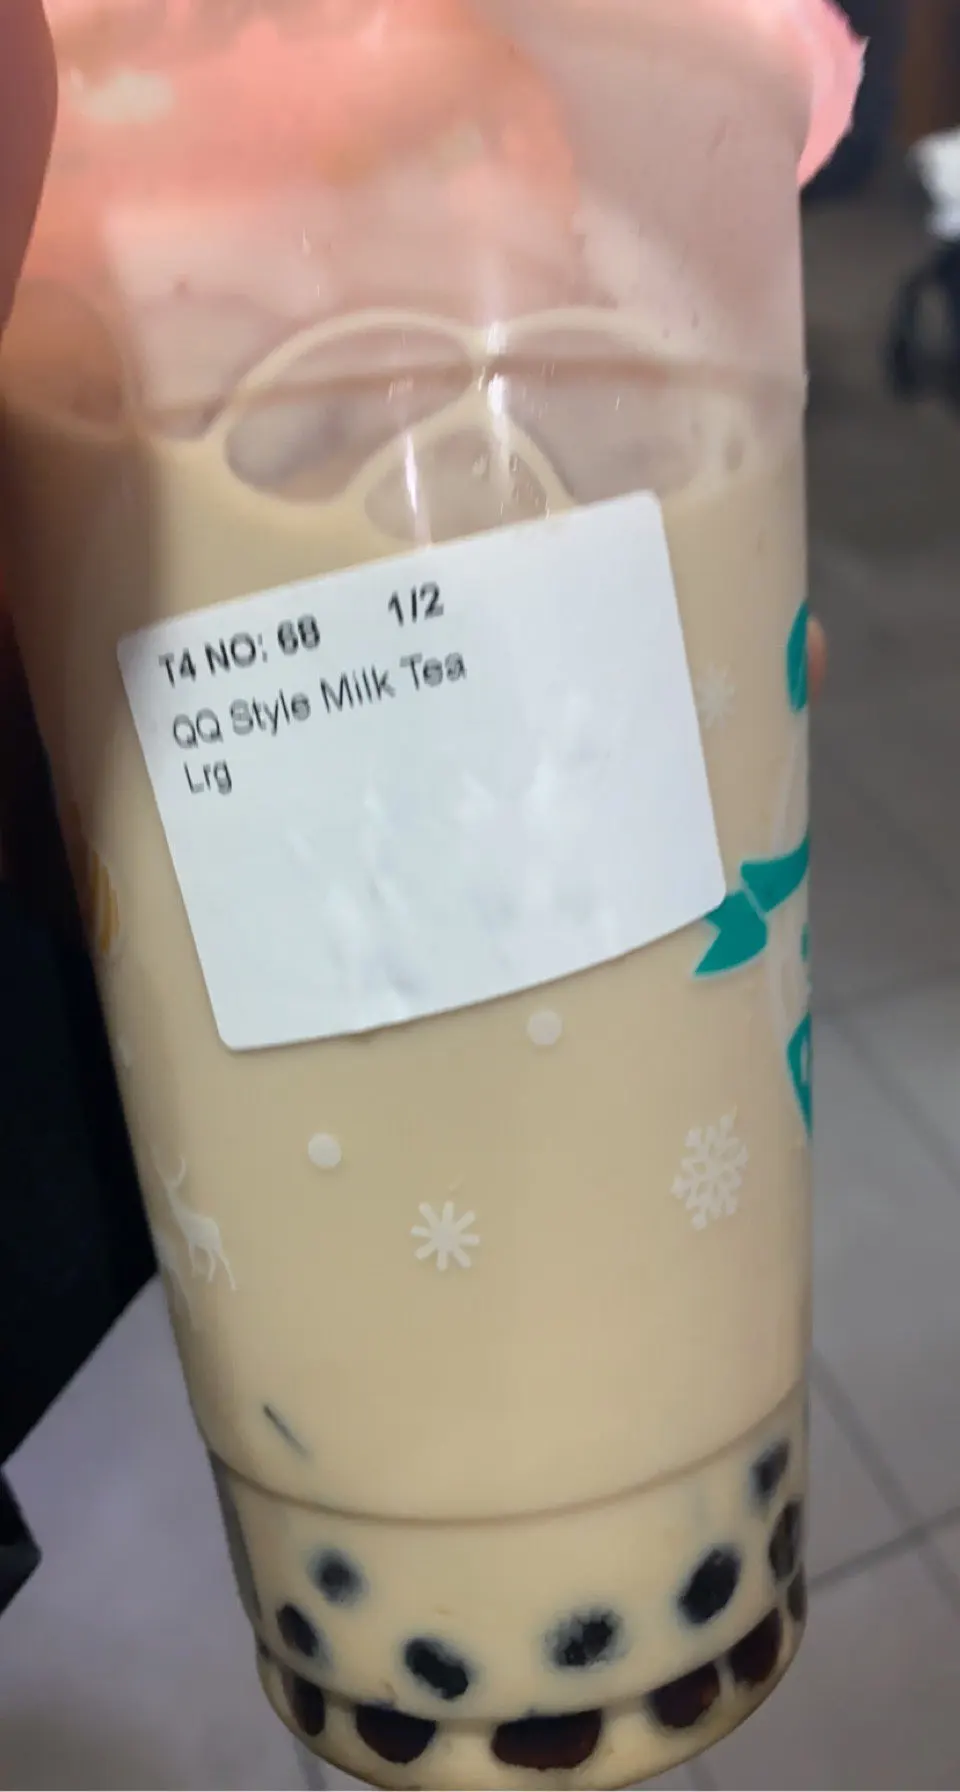 T4 NO: 68 1/2
QQ Style Milk Tea
Lrg